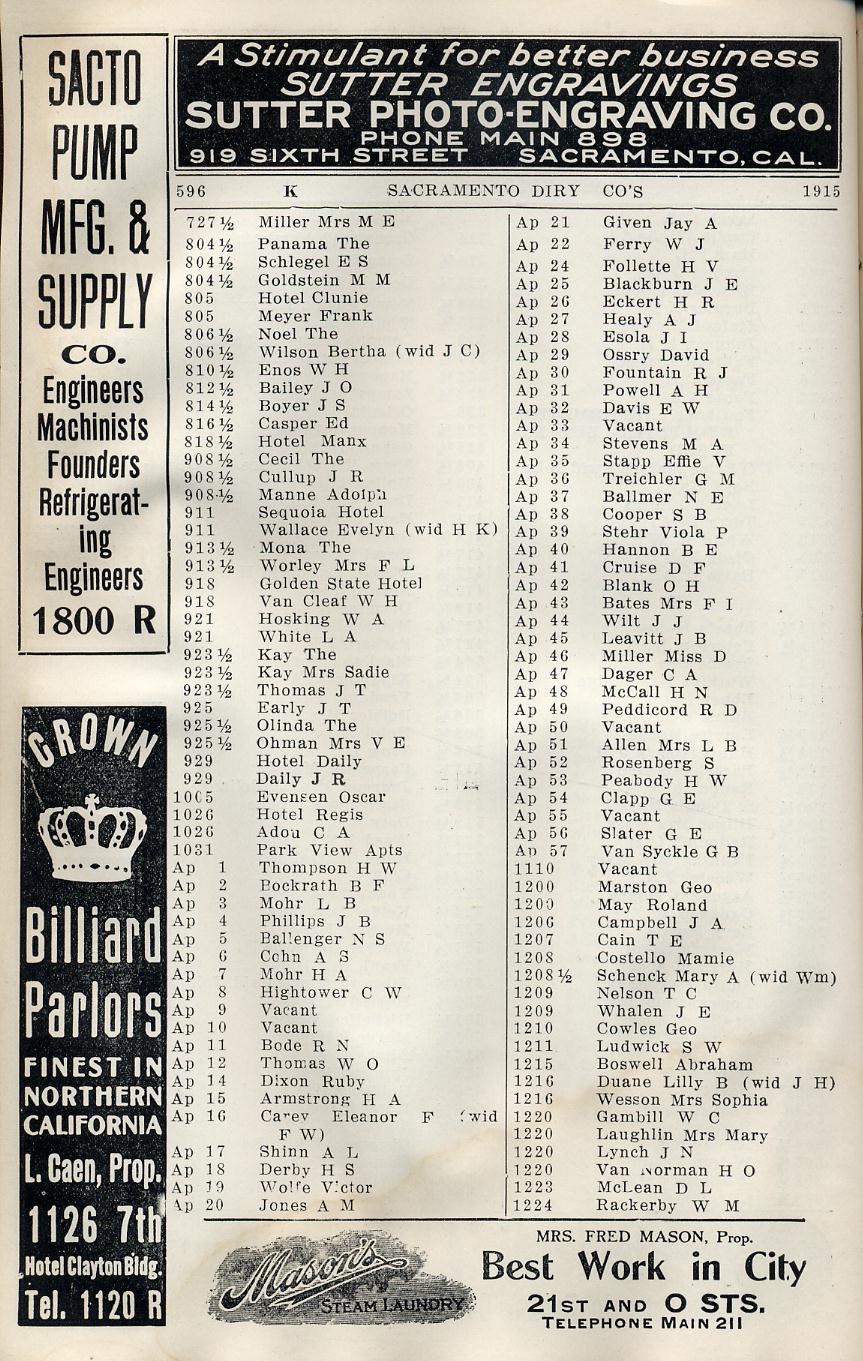 A Stimulant for better business
SUTTER ENGRAVINGS
SUTTER PHOTO-ENGRAVING CO.
PHONE MAIN 898
919 SIXTH STREET SACRAMENTO, CAL.
SACTO
PUMP
MFG. &
SUPPLY
CO.
Engineers
Machinists
Founders
Refrigerat-
ing
Engineers
1800 R
CROWN
Billiard
Parlors
FINEST IN
NORTHERN
CALIFORNIA
L. Caen, Prop.
1126 7th
Hotel Clayton Bldg.
Tel. 1120 R
596 K SACRAMENTO DIRY CO'S 1915
727½ Miller Mrs M E
804½ Panama The
804½ Schlegel E S
804½ Goldstein M M
805 Hotel Clunie
805 Meyer Frank
806½ Noel The
806½ Wilson Bertha (wid J C)
810½ Enos W H
812½ Bailey J O
814½ Boyer J S
816½ Casper Ed
818½ Hotel Manx
908½ Cecil The
908½ Cullup J R
908½ Manne Adolph
911 Sequoia Hotel
911 Wallace Evelyn (wid H K)
913½ Mona The
913½ Worley Mrs F L
918 Golden State Hotel
918 Van Cleaf W H
921 Hosking W A
921 White L A
923½ Kay The
923½ Kay Mrs Sadie
923½ Thomas J T
925 Early J T
925½ Olinda The
925½ Ohman Mrs V E
929 Hotel Daily
929 Daily J R
1005 Evensen Oscar
1026 Hotel Regis
1026 Adou C A
1031 Park View Apts
Ap 1 Thompson H W
Ap 2 Bockrath B F
Ap 3 Mohr L B
Ap 4 Phillips J B
Ap 5 Ballenger N S
Ap 6 Cohn A S
Ap 7 Mohr H A
Ap 8 Hightower C W
Ap 9 Vacant
Ap 10 Vacant
Ap 11 Bode R N
Ap 12 Thomas W O
Ap 14 Dixon Ruby
Ap 15 Armstrong H A
Ap 16 Carey Eleanor F (wid
F W)
Ap 17 Shinn A L
Ap 18 Derby H S
Ap 19 Wolfe Victor
Ap 20 Jones A M
Ap 21 Given Jay A
Ap 22 Ferry W J
Ap 24 Follette H V
Ap 25 Blackburn J E
Ap 26 Eckert H R
Ap 27 Healy A J
Ap 28 Esola J I
Ap 29 Ossry David
Ap 30 Fountain R J
Ap 31 Powell A H
Ap 32 Davis E W
Ap 33 Vacant
Ap 34 Stevens M A
Ap 35 Stapp Effie V
Ap 36 Treichler G M
Ap 37 Ballmer N E
Ap 38 Cooper S B
Ap 39 Stehr Viola P
Ap 40 Hannon B E
Ap 41 Cruise D F
Ap 42 Blank O H
Ap 43 Bates Mrs F I
Ap 44 Wilt J J
Ap 45 Leavitt J B
Ap 46 Miller Miss D
Ap 47 Dager C A
Ap 48 McCall H N
Ap 49 Peddicord R D
Ap 50 Vacant
Ap 51 Allen Mrs L B
Ap 52 Rosenberg S
Ap 53 Peabody H W
Ap 54 Clapp G E
Ap 55 Vacant
Ap 56 Slater G E
Ap 57 Van Syckle G B
1110 Vacant
1200 Marston Geo
1200 May Roland
1206 Campbell J A
1207 Cain T E
1208 Costello Mamie
1208½ Schenck Mary A (wid Wm)
1209 Nelson T C
1209 Whalen J E
1210 Cowles Geo
1211 Ludwick S W
1215 Boswell Abraham
1216 Duane Lilly B (wid J H)
1216 Wesson Mrs Sophia
1220 Gambill W C
1220 Laughlin Mrs Mary
1220 Lynch J N
1220 Van Norman H O
1223 McLean D L
1224 Rackerby W M
Mason's
STEAM LAUNDRY
MRS. FRED MASON, Prop.
Best Work in City
21ST AND O STS.
TELEPHONE MAIN 211